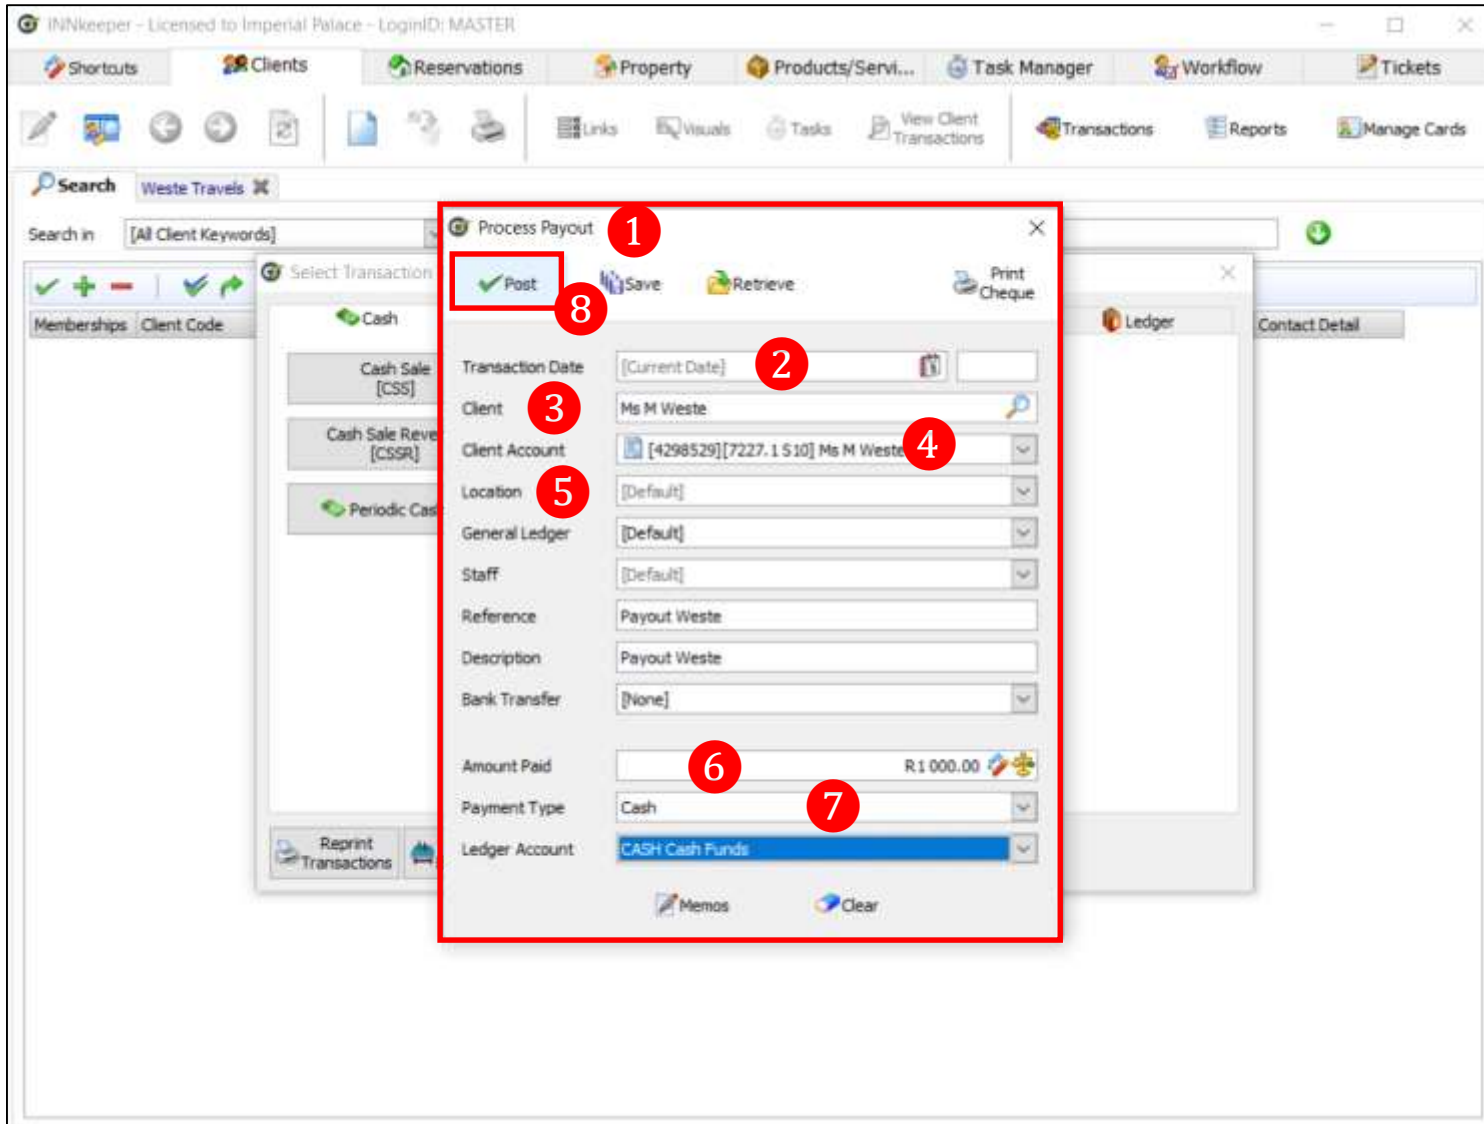 INNkeeper - Licensed to Imperial Palace - LoginID: MASTER
Shortcuts Clients Reservations Property Products/Servi... Task Manager Workflow Tickets
Links Visuals Tasks View Client Transactions Transactions Reports Manage Cards
Search Weste Travels
Search in [All Client Keywords]
Memberships Client Code Contact Detail
Select Transaction
Cash Ledger
Cash Sale
[CSS]
Cash Sale Reve
[CSSR]
Periodic Cas
Reprint
Transactions
Process Payout 1
Post 8 Save Retrieve Print
Cheque
Transaction Date [Current Date] 2
Client 3 Ms M Weste
Client Account [4298529][7227.1 S10] Ms M Weste 4
Location 5 [Default]
General Ledger [Default]
Staff [Default]
Reference Payout Weste
Description Payout Weste
Bank Transfer [None]
Amount Paid 6 R1 000.00
Payment Type Cash 7
Ledger Account CASH Cash Funds
Memos Clear